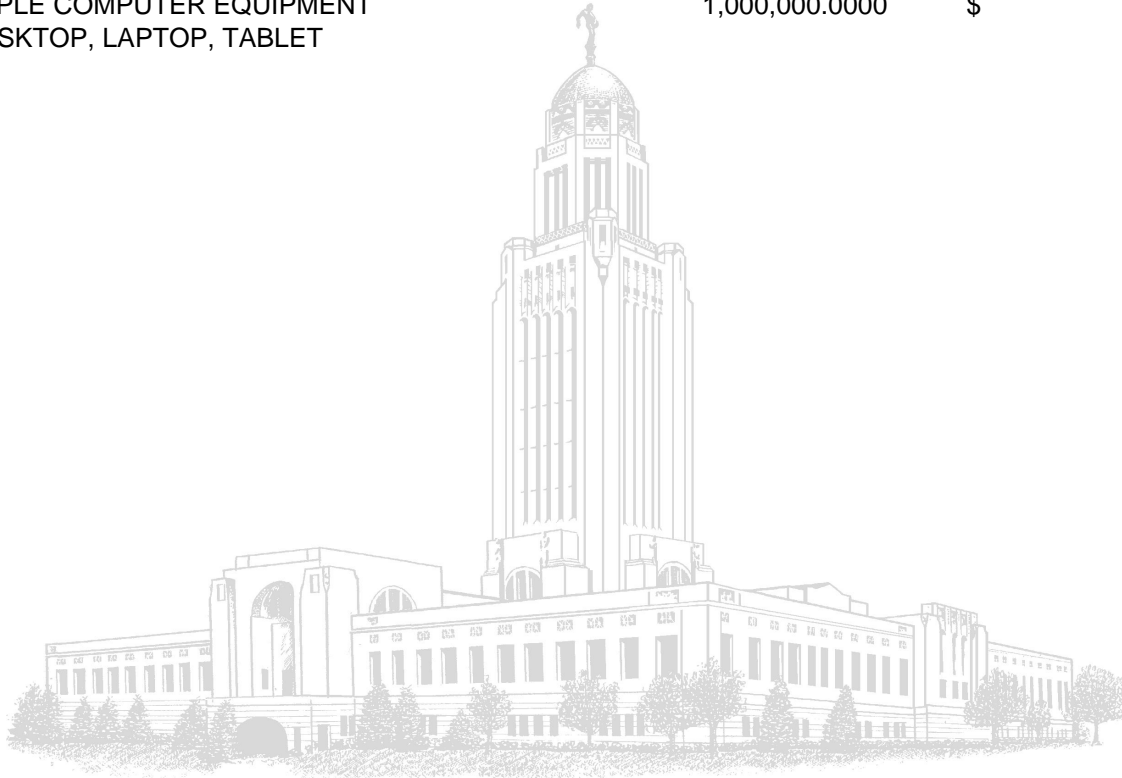 PLE COMPUTER EQUIPMENT 1,000,000.0000 $
SKTOP, LAPTOP, TABLET